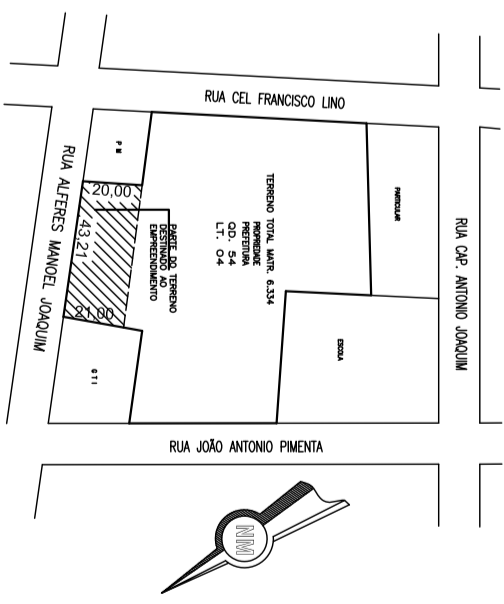 RUA CEL FRANCISCO LINO
RUA CAP. ANTONIO JOAQUIM
PARTICULAR
TERRENO TOTAL MATR. 6.334
PROPRIEDADE
PREFEITURA
QD. 54
LT. 04
ESCOLA
P M
20,00
43,21
21,00
PARTE DO TERRENO
DESTINADO AO
EMPREENDIMENTO
G T I
RUA ALFERES MANOEL JOAQUIM
RUA JOÃO ANTONIO PIMENTA
NM